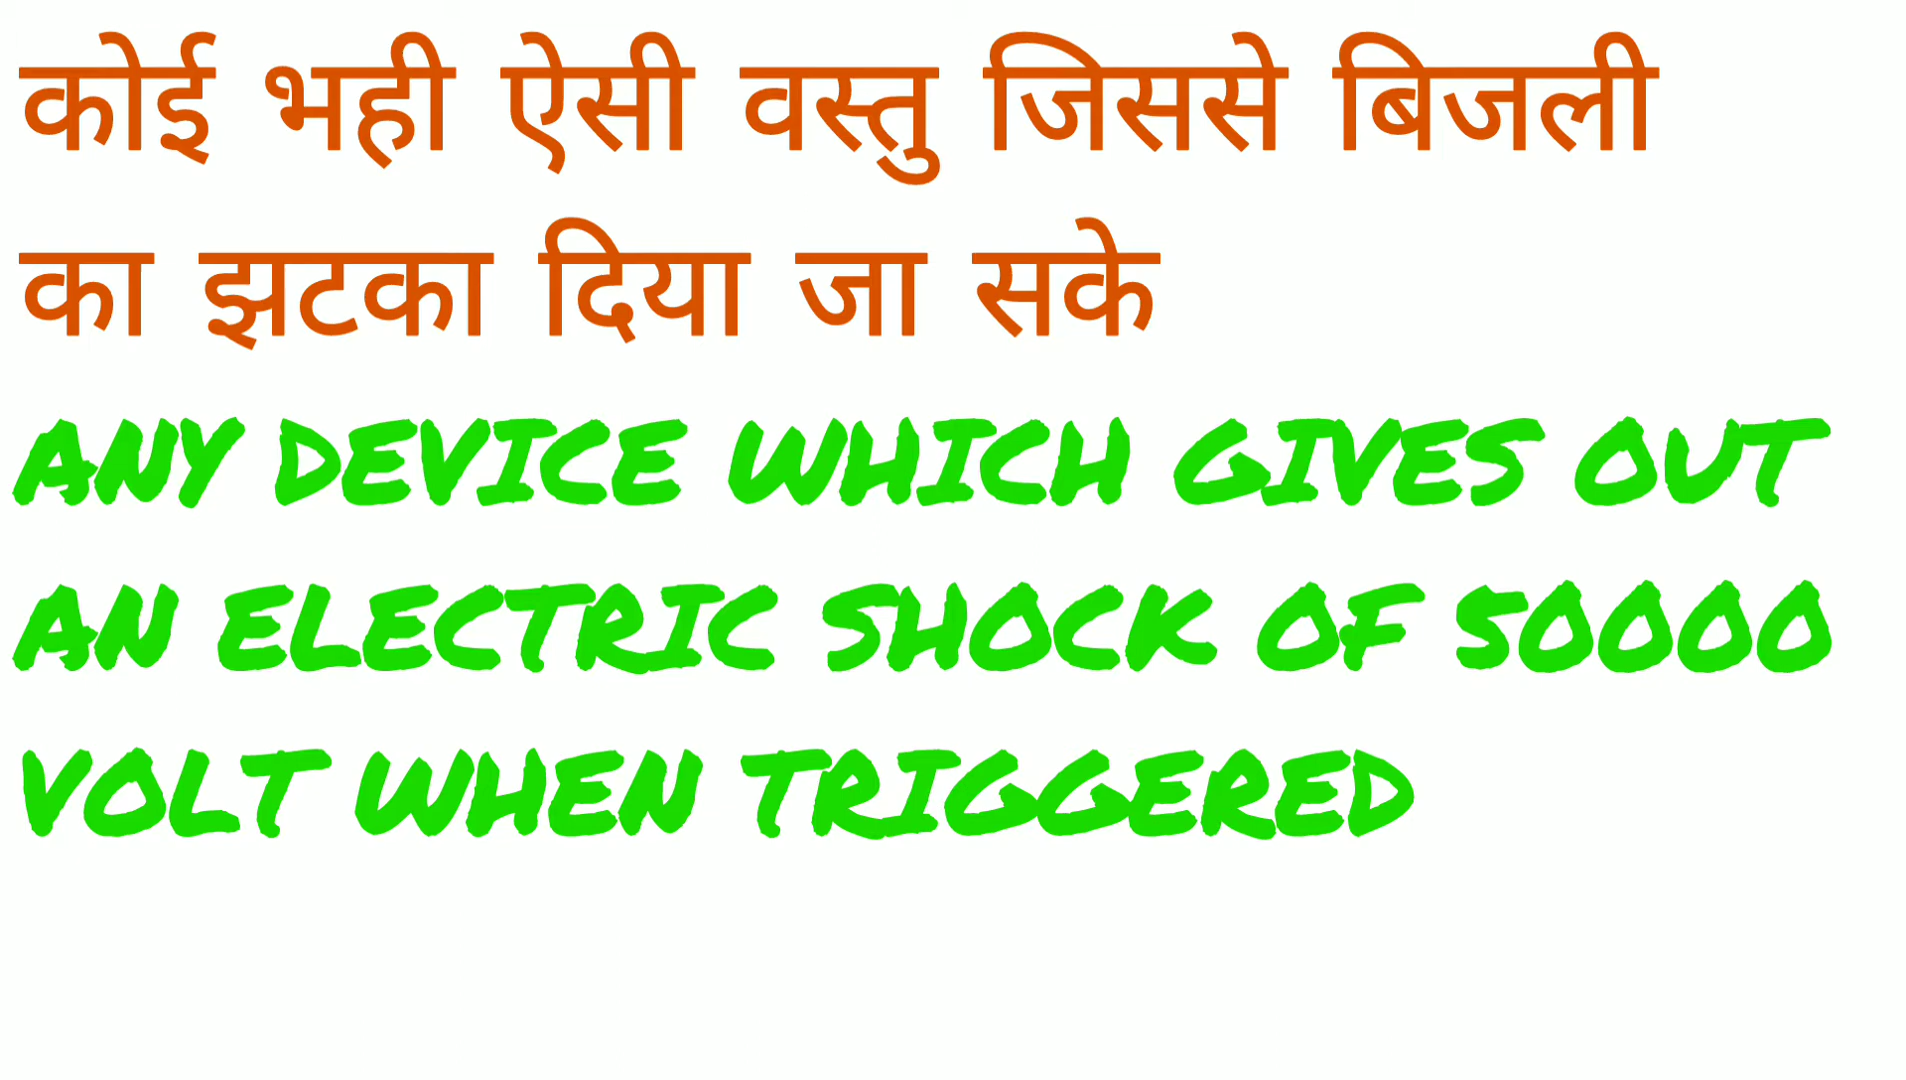 कोई भही ऐसी वस्तु जिससे बिजली
का झटका दिया जा सके
ANY DEVICE WHICH GIVES OUT
AN ELECTRIC SHOCK OF 50000
VOLT WHEN TRIGGERED